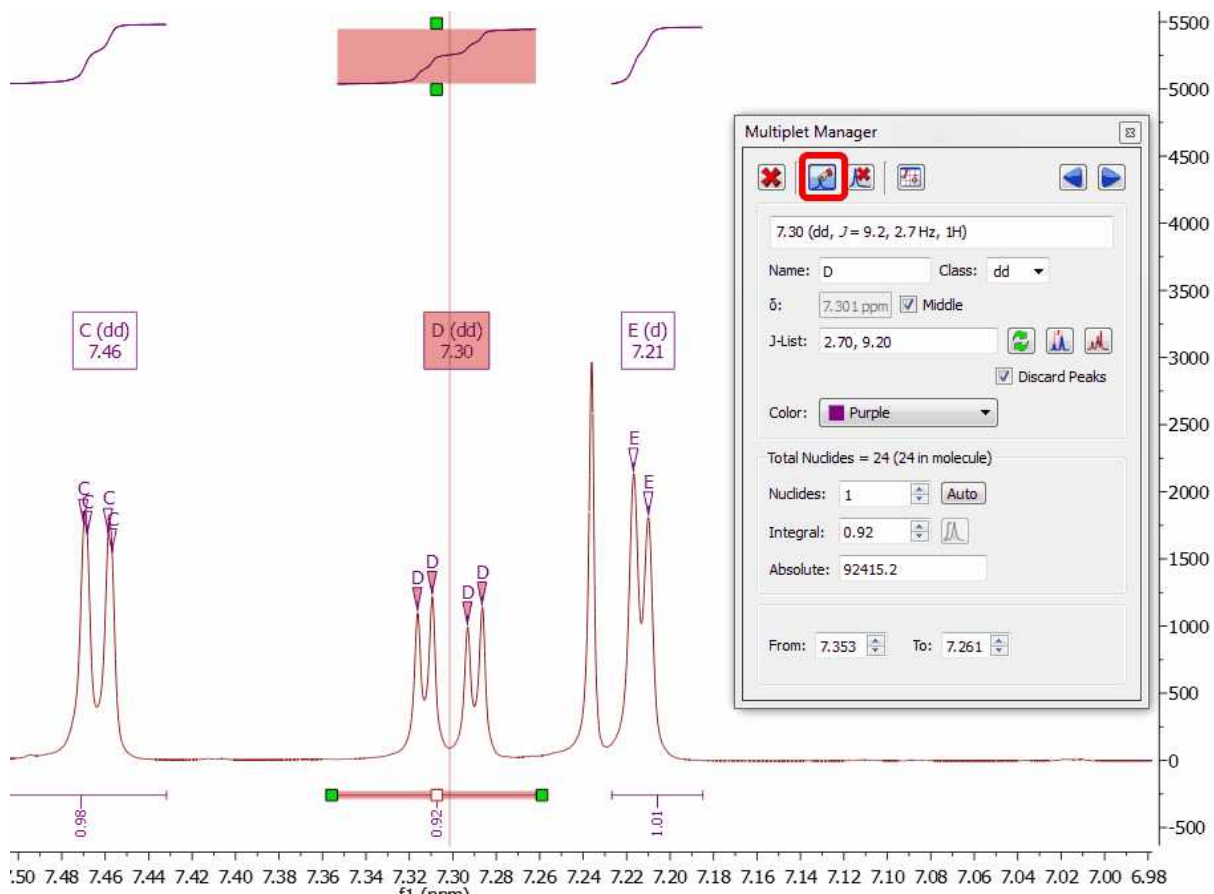 5500
5000
4500
4000
3500
3000
2500
2000
1500
1000
500
0
-500
C (dd)
7.46
D (dd)
7.30
E (d)
7.21
C
C
C
C
D
D
D
D
E
E
0.98
0.92
1.01
7.48 7.46 7.44 7.42 7.40 7.38 7.36 7.34 7.32 7.30 7.28 7.26 7.24 7.22 7.20 7.18 7.16 7.14 7.12 7.10 7.08 7.06 7.04 7.02 7.00 6.98
f1 (ppm)
Multiplet Manager
7.30 (dd, J = 9.2, 2.7 Hz, 1H)
Name: D Class: dd
δ: 7.301 ppm Middle
J-List: 2.70, 9.20
Discard Peaks
Color: Purple
Total Nuclides = 24 (24 in molecule)
Nuclides: 1 Auto
Integral: 0.92
Absolute: 92415.2
From: 7.353 To: 7.261